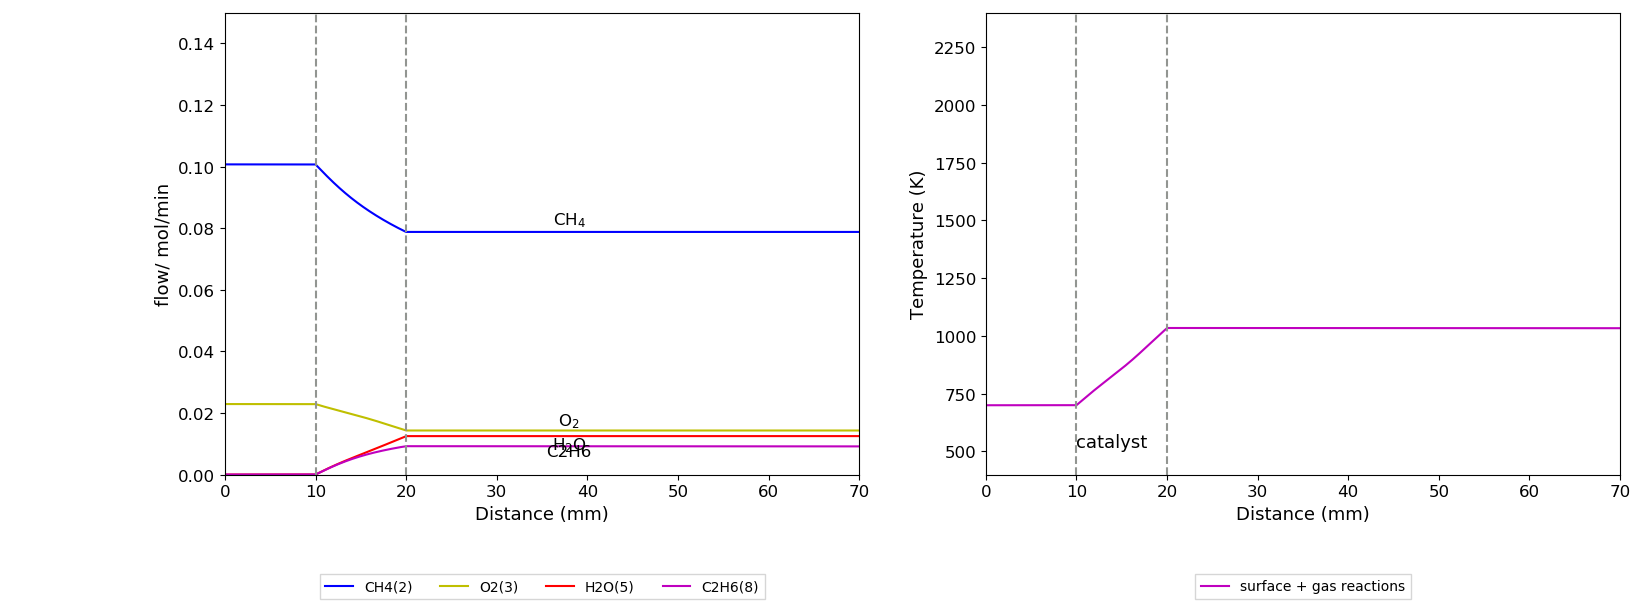 0.14
0.12
0.10
0.08
0.06
0.04
0.02
0.00
flow/ mol/min
CH₄
O₂
H₂O
C2H6
0 10 20 30 40 50 60 70
Distance (mm)
CH4(2) O2(3) H2O(5) C2H6(8)
2250
2000
1750
1500
1250
1000
750
500
Temperature (K)
catalyst
0 10 20 30 40 50 60 70
Distance (mm)
surface + gas reactions